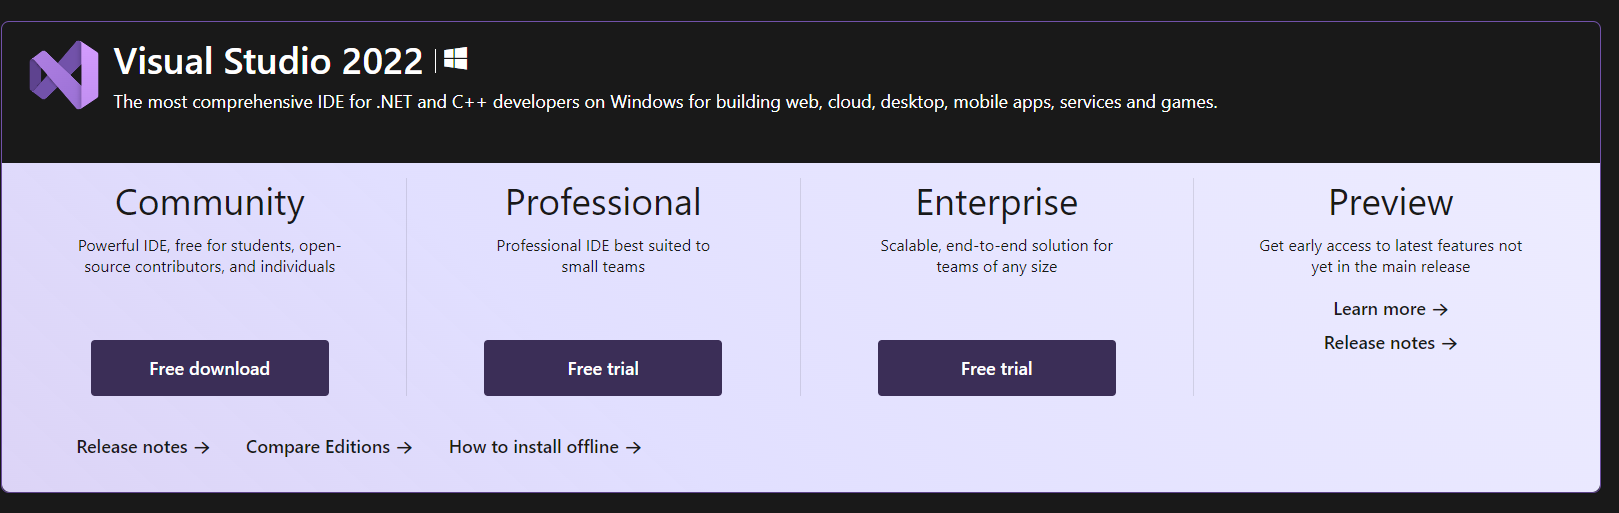 Visual Studio 2022
The most comprehensive IDE for .NET and C++ developers on Windows for building web, cloud, desktop, mobile apps, services and games.
Community
Powerful IDE, free for students, open-
source contributors, and individuals
Free download
Professional
Professional IDE best suited to
small teams
Free trial
Enterprise
Scalable, end-to-end solution for
teams of any size
Free trial
Preview
Get early access to latest features not
yet in the main release
Learn more →
Release notes →
Release notes →
Compare Editions →
How to install offline →